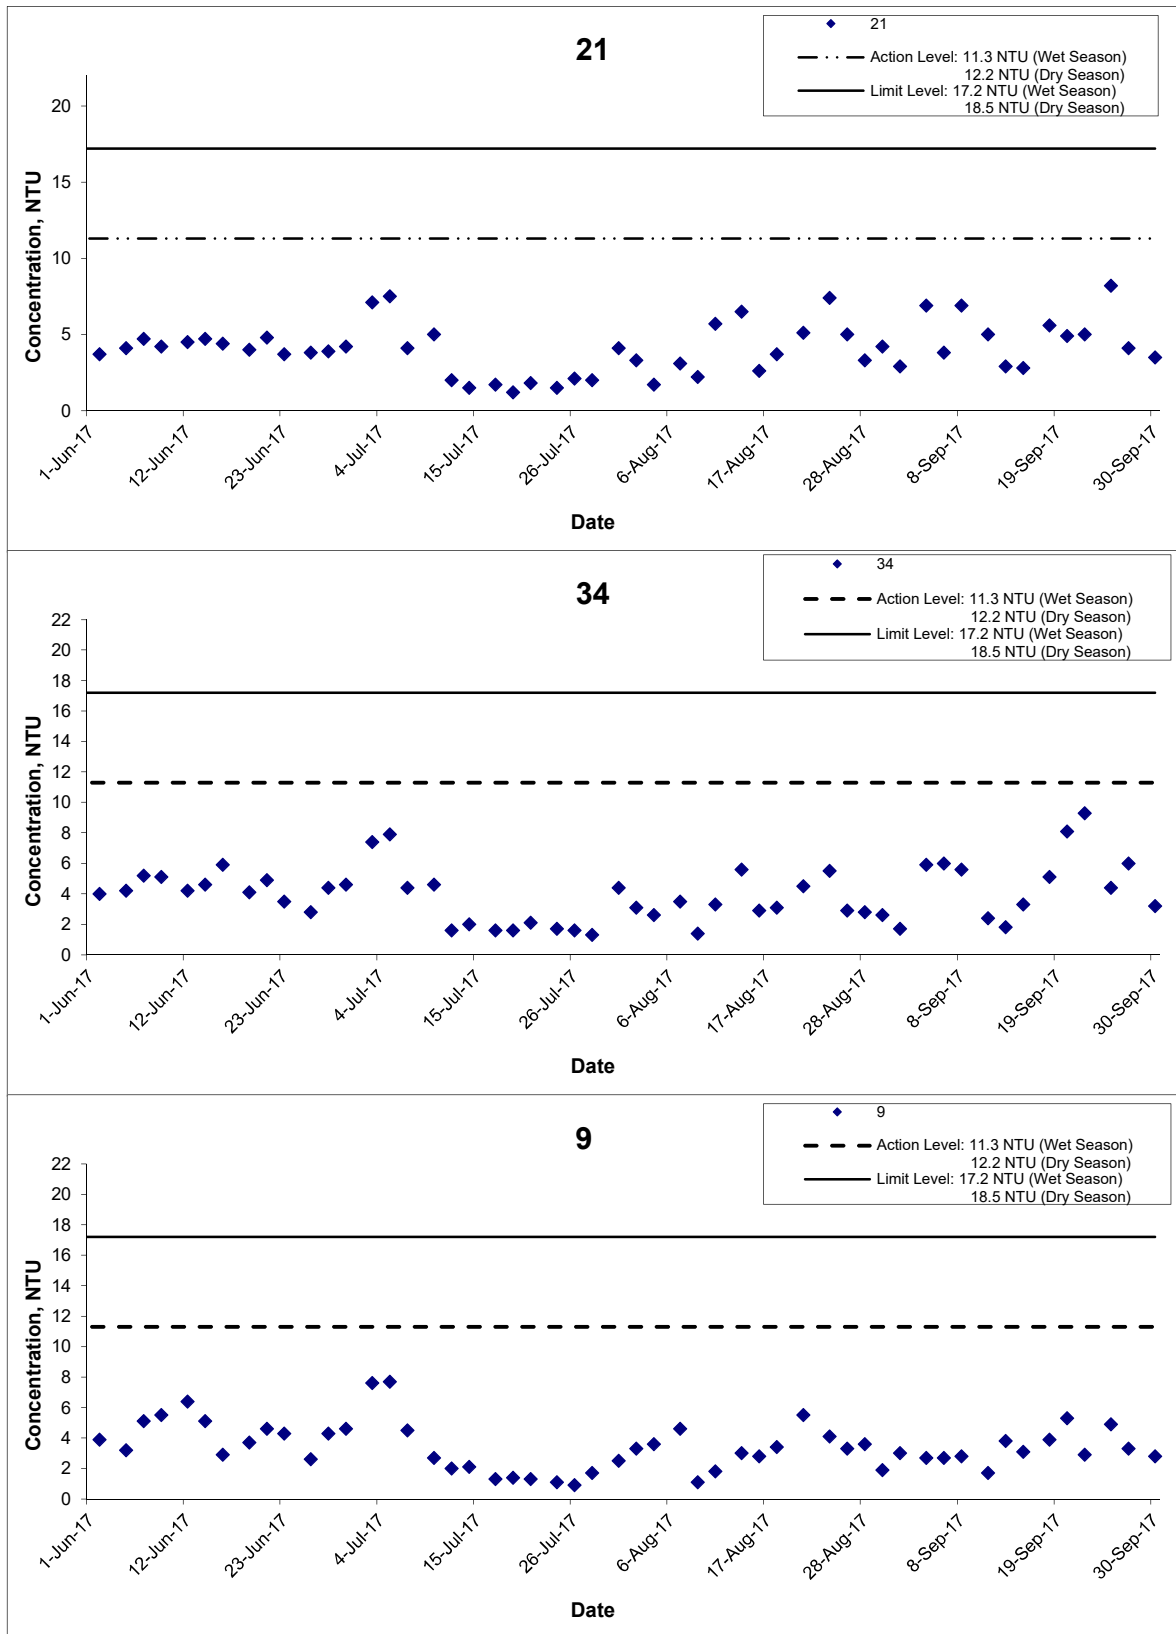 21
21
Action Level: 11.3 NTU (Wet Season)
12.2 NTU (Dry Season)
Limit Level: 17.2 NTU (Wet Season)
18.5 NTU (Dry Season)
Concentration, NTU
20
15
10
5
0
1-Jun-17
12-Jun-17
23-Jun-17
4-Jul-17
15-Jul-17
26-Jul-17
6-Aug-17
17-Aug-17
28-Aug-17
8-Sep-17
19-Sep-17
30-Sep-17
Date
34
34
Action Level: 11.3 NTU (Wet Season)
12.2 NTU (Dry Season)
Limit Level: 17.2 NTU (Wet Season)
18.5 NTU (Dry Season)
Concentration, NTU
22
20
18
16
14
12
10
8
6
4
2
0
1-Jun-17
12-Jun-17
23-Jun-17
4-Jul-17
15-Jul-17
26-Jul-17
6-Aug-17
17-Aug-17
28-Aug-17
8-Sep-17
19-Sep-17
30-Sep-17
Date
9
9
Action Level: 11.3 NTU (Wet Season)
12.2 NTU (Dry Season)
Limit Level: 17.2 NTU (Wet Season)
18.5 NTU (Dry Season)
Concentration, NTU
22
20
18
16
14
12
10
8
6
4
2
0
1-Jun-17
12-Jun-17
23-Jun-17
4-Jul-17
15-Jul-17
26-Jul-17
6-Aug-17
17-Aug-17
28-Aug-17
8-Sep-17
19-Sep-17
30-Sep-17
Date